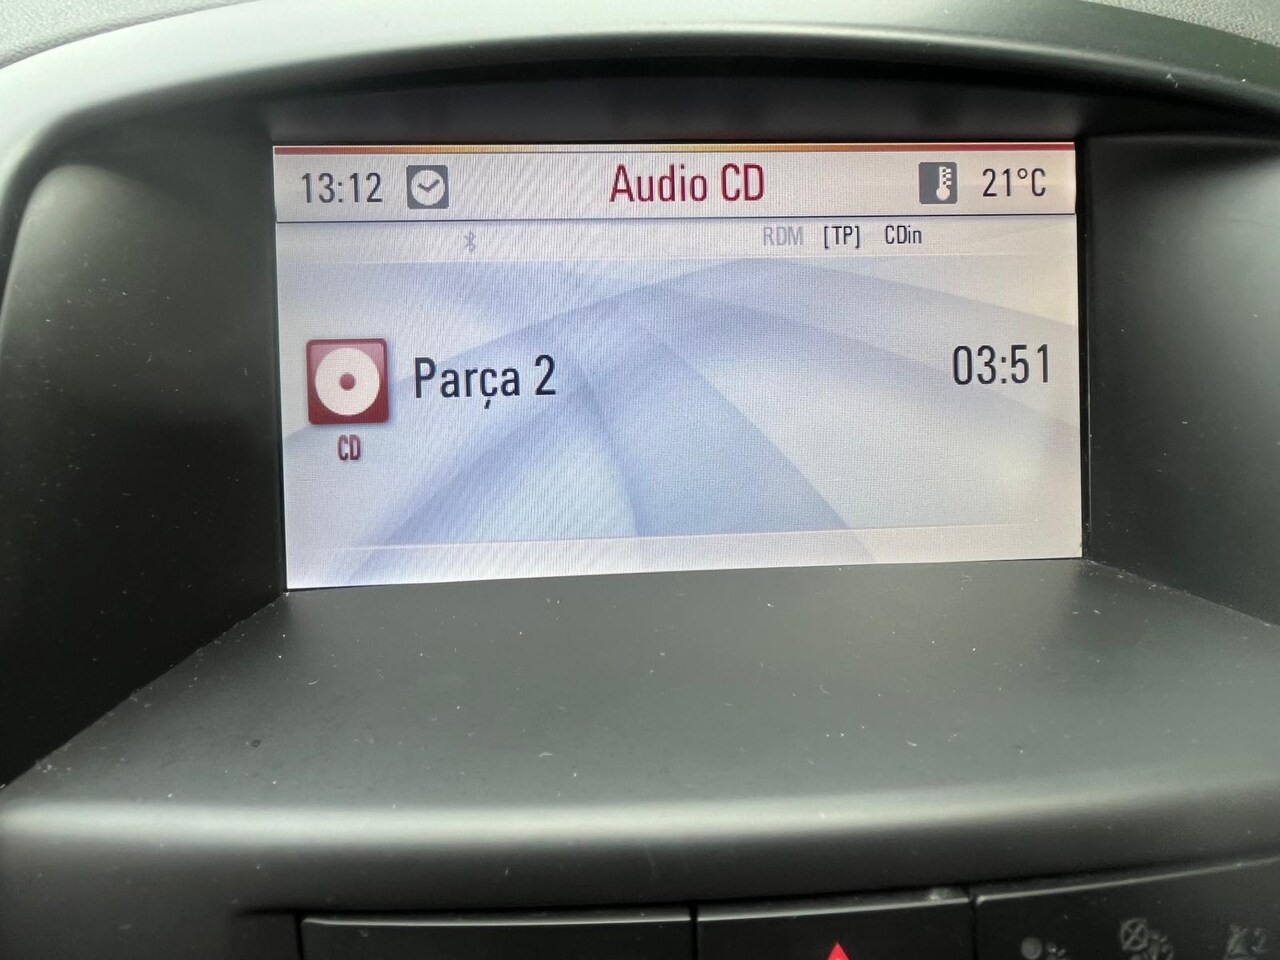 13:12 Audio CD 21°C
RDM [TP] CDin
Parça 2 03:51
CD